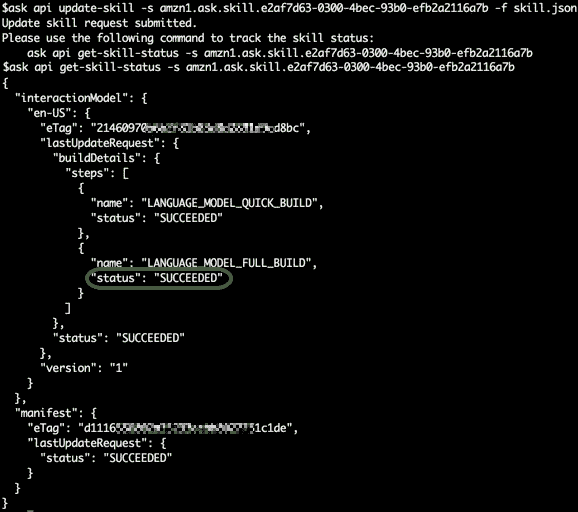 $ask api update-skill -s amzn1.ask.skill.e2af7d63-0300-4bec-93b0-efb2a2116a7b -f skill.json
Update skill request submitted.
Please use the following command to track the skill status:
    ask api get-skill-status -s amzn1.ask.skill.e2af7d63-0300-4bec-93b0-efb2a2116a7b
$ask api get-skill-status -s amzn1.ask.skill.e2af7d63-0300-4bec-93b0-efb2a2116a7b
{
  "interactionModel": {
    "en-US": {
      "eTag": "21460970 d8bc",
      "lastUpdateRequest": {
        "buildDetails": {
          "steps": [
            {
              "name": "LANGUAGE_MODEL_QUICK_BUILD",
              "status": "SUCCEEDED"
            },
            {
              "name": "LANGUAGE_MODEL_FULL_BUILD",
              "status": "SUCCEEDED"
            }
          ]
        },
        "status": "SUCCEEDED"
      },
      "version": "1"
    }
  },
  "manifest": {
    "eTag": "d1116 51c1de",
    "lastUpdateRequest": {
      "status": "SUCCEEDED"
    }
  }
}